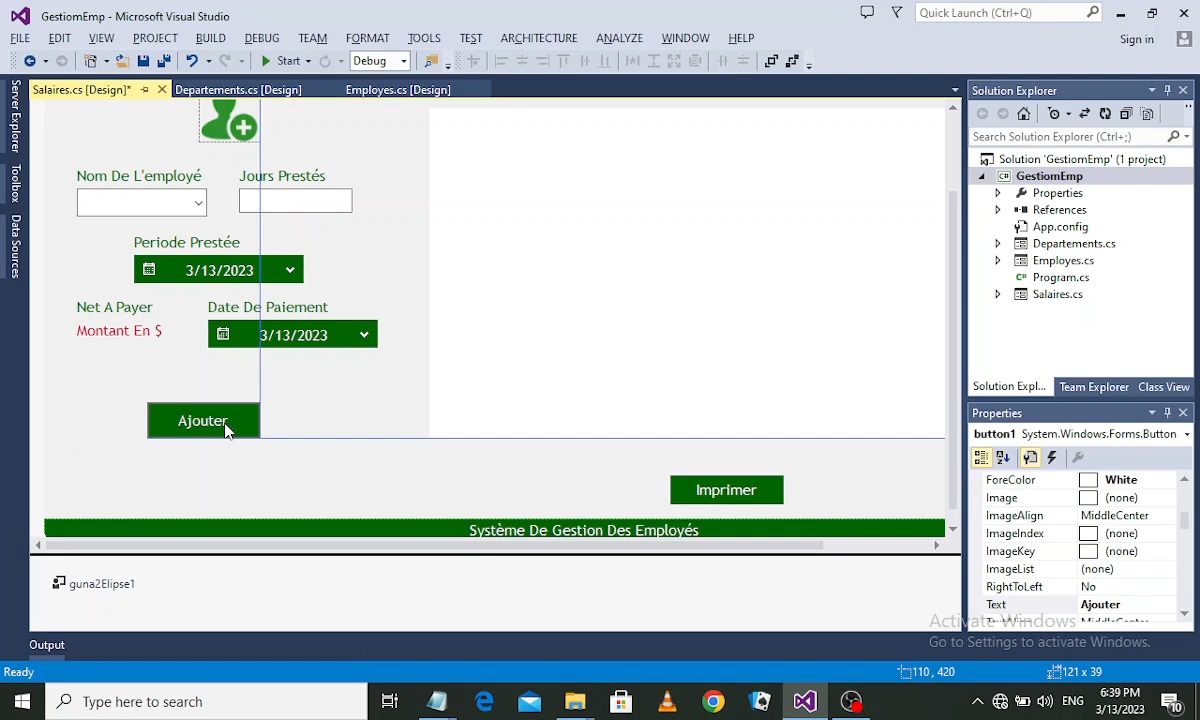 GestiomEmp - Microsoft Visual Studio
Quick Launch (Ctrl+Q)
FILE EDIT VIEW PROJECT BUILD DEBUG TEAM FORMAT TOOLS TEST ARCHITECTURE ANALYZE WINDOW HELP
Sign in
Start
Debug
Salaires.cs [Design]*
Departements.cs [Design]
Employes.cs [Design]
Server Explorer
Toolbox
Data Sources
Nom De L'employé
Jours Prestés
Periode Prestée
3/13/2023
Net A Payer
Date De Paiement
Montant En $
3/13/2023
Ajouter
Imprimer
Système De Gestion Des Employés
guna2Elipse1
Output
Solution Explorer
Search Solution Explorer (Ctrl+;)
Solution 'GestiomEmp' (1 project)
GestiomEmp
Properties
References
App.config
Departements.cs
Employes.cs
Program.cs
Salaires.cs
Solution Expl...
Team Explorer
Class View
Properties
button1 System.Windows.Forms.Button
ForeColor White
Image (none)
ImageAlign MiddleCenter
ImageIndex (none)
ImageKey (none)
ImageList (none)
RightToLeft No
Text Ajouter
Activate Windows
Go to Settings to activate Windows.
Ready
110 , 420
121 x 39
Type here to search
ENG
6:39 PM
3/13/2023
10